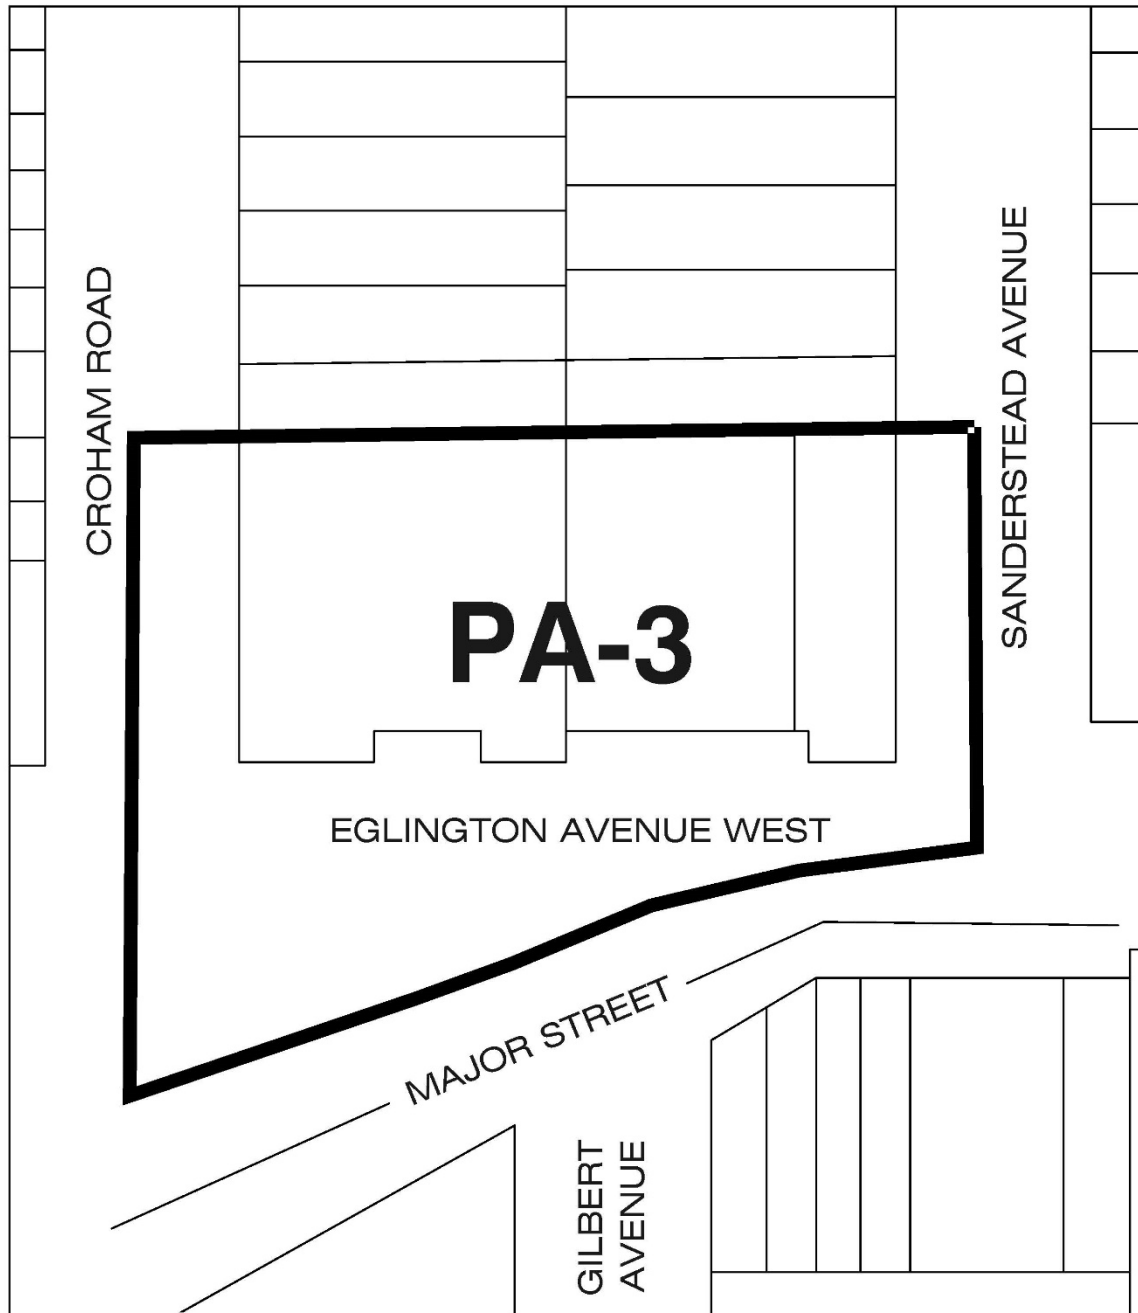 CROHAM ROAD
SANDERSTEAD AVENUE
PA-3
EGLINGTON AVENUE WEST
MAJOR STREET
GILBERT
AVENUE